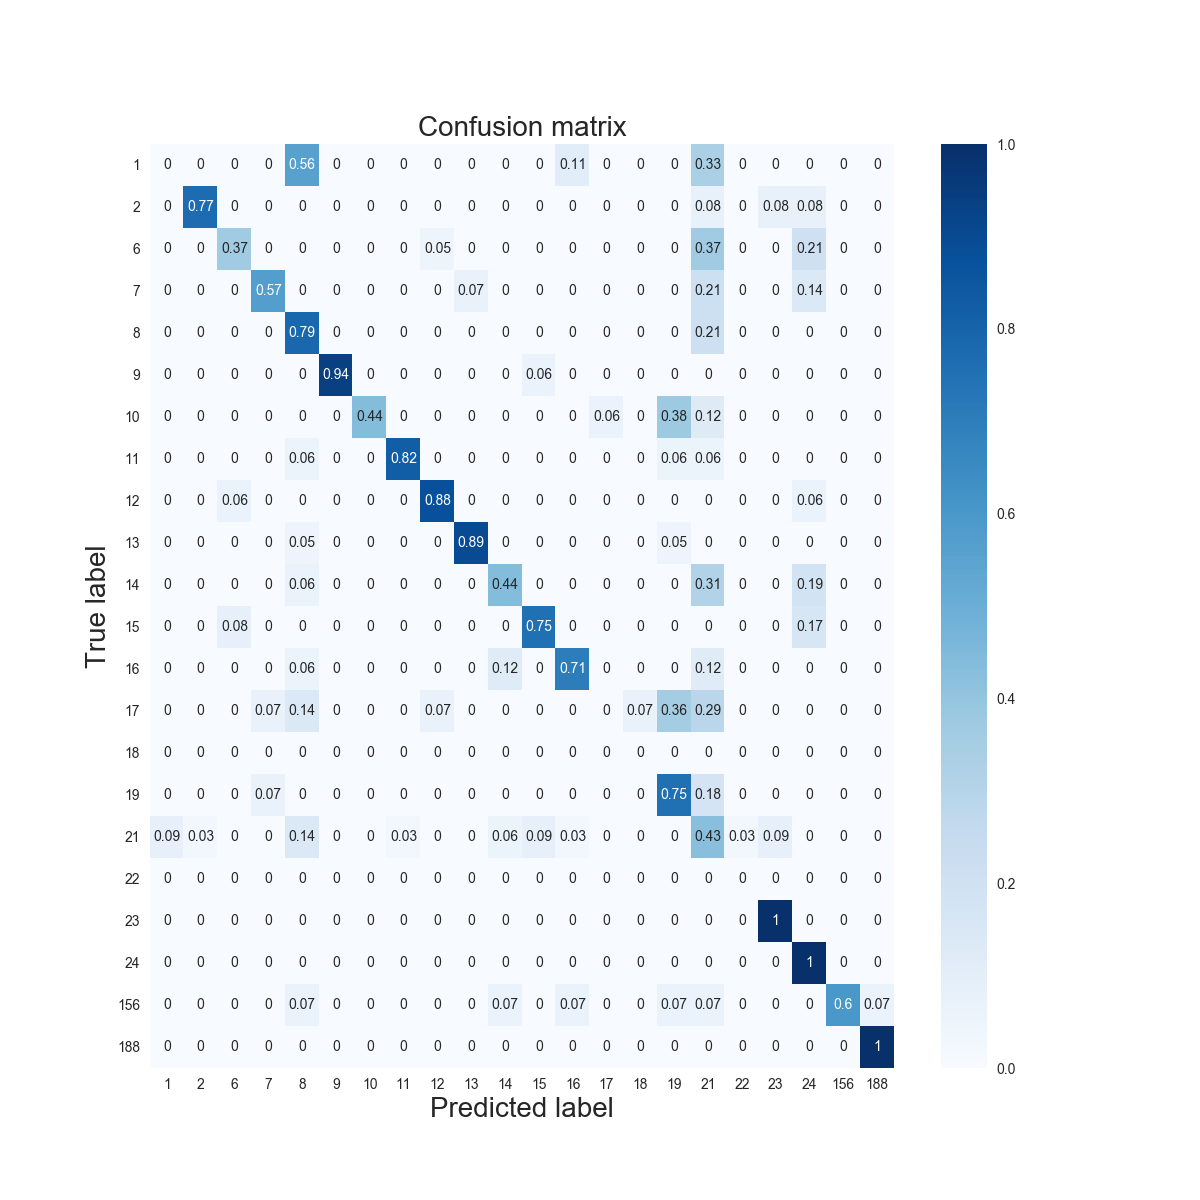 Confusion matrix
1 0 0 0 0 0.56 0 0 0 0 0 0 0 0.11 0 0 0 0.33 0 0 0 0 0 1.0
2 0 0.77 0 0 0 0 0 0 0 0 0 0 0 0 0 0 0.08 0 0.08 0.08 0 0
6 0 0 0.37 0 0 0 0 0 0.05 0 0 0 0 0 0 0 0.37 0 0 0.21 0 0
7 0 0 0 0.57 0 0 0 0 0 0.07 0 0 0 0 0 0 0.21 0 0 0.14 0 0
8 0 0 0 0 0.79 0 0 0 0 0 0 0 0 0 0 0 0.21 0 0 0 0 0 0.8
9 0 0 0 0 0 0.94 0 0 0 0 0 0.06 0 0 0 0 0 0 0 0 0 0
10 0 0 0 0 0 0 0.44 0 0 0 0 0 0 0.06 0 0.38 0.12 0 0 0 0 0
11 0 0 0 0 0.06 0 0 0.82 0 0 0 0 0 0 0 0.06 0.06 0 0 0 0 0
12 0 0 0.06 0 0 0 0 0 0.88 0 0 0 0 0 0 0 0 0 0 0.06 0 0 0.6
13 0 0 0 0 0.05 0 0 0 0 0.89 0 0 0 0 0 0.05 0 0 0 0 0 0
14 0 0 0 0 0.06 0 0 0 0 0 0.44 0 0 0 0 0 0.31 0 0 0.19 0 0
True label
15 0 0 0.08 0 0 0 0 0 0 0 0 0.75 0 0 0 0 0 0 0 0.17 0 0
16 0 0 0 0 0.06 0 0 0 0 0 0.12 0 0.71 0 0 0 0.12 0 0 0 0 0
17 0 0 0 0.07 0.14 0 0 0 0.07 0 0 0 0 0 0.07 0.36 0.29 0 0 0 0 0 0.4
18 0 0 0 0 0 0 0 0 0 0 0 0 0 0 0 0 0 0 0 0 0 0
19 0 0 0 0.07 0 0 0 0 0 0 0 0 0 0 0 0.75 0.18 0 0 0 0 0
21 0.09 0.03 0 0 0.14 0 0 0.03 0 0 0.06 0.09 0.03 0 0 0 0.43 0.03 0.09 0 0 0
22 0 0 0 0 0 0 0 0 0 0 0 0 0 0 0 0 0 0 0 0 0 0 0.2
23 0 0 0 0 0 0 0 0 0 0 0 0 0 0 0 0 0 0 1 0 0 0
24 0 0 0 0 0 0 0 0 0 0 0 0 0 0 0 0 0 0 0 1 0 0
156 0 0 0 0 0.07 0 0 0 0 0 0.07 0 0.07 0 0 0.07 0.07 0 0 0 0.6 0.07
188 0 0 0 0 0 0 0 0 0 0 0 0 0 0 0 0 0 0 0 0 0 1 0.0
1 2 6 7 8 9 10 11 12 13 14 15 16 17 18 19 21 22 23 24 156 188
Predicted label